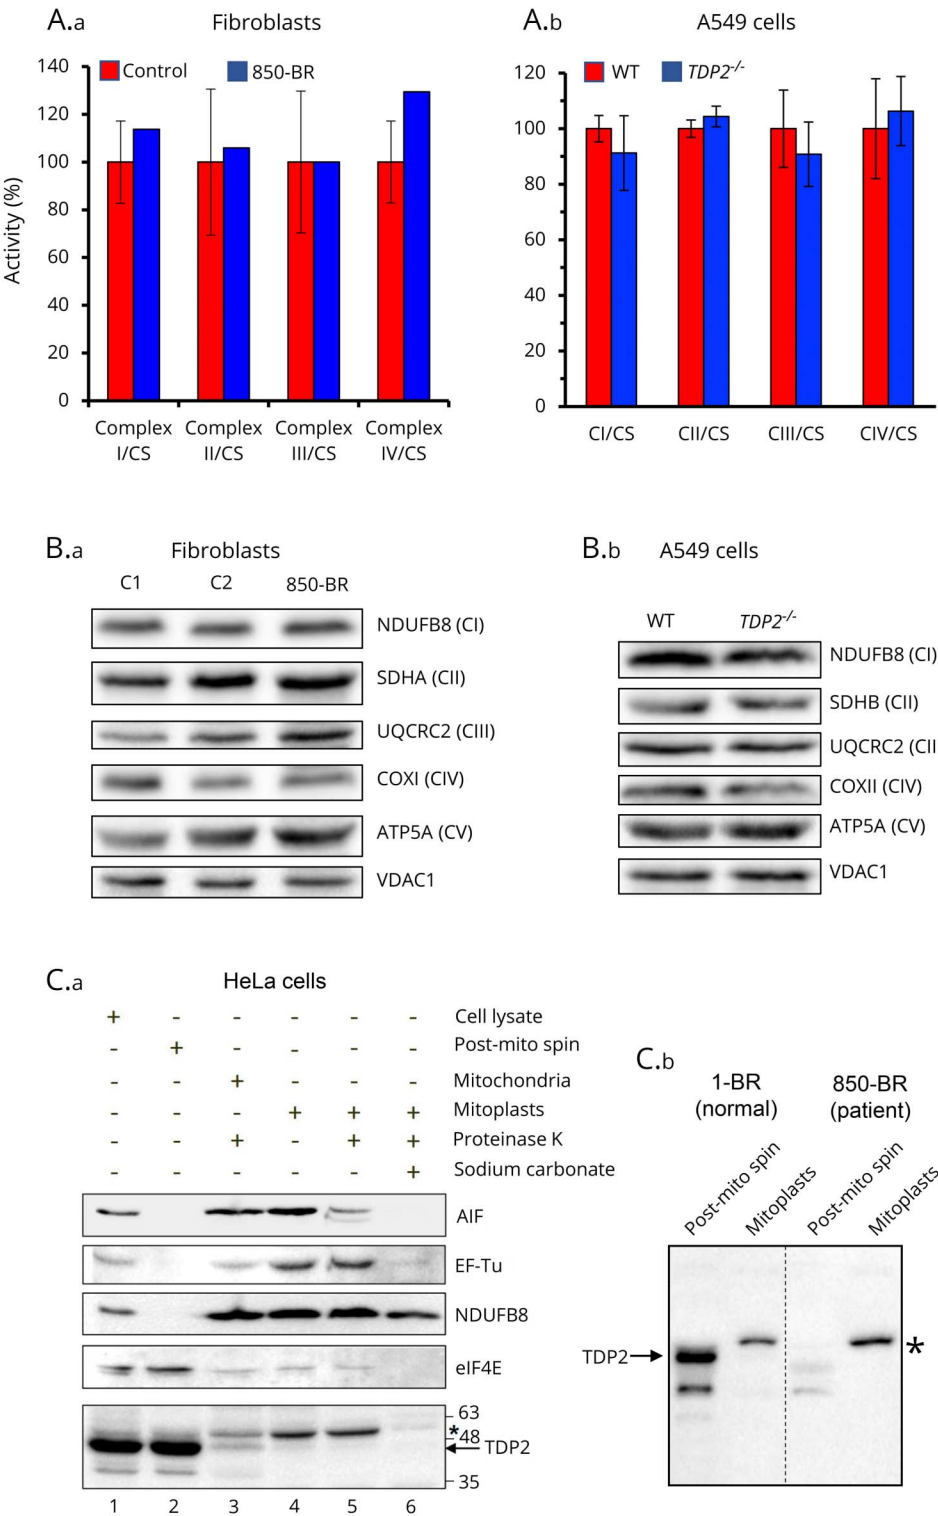 A.a
Fibroblasts
Control
850-BR
Activity (%)
140
120
100
80
60
40
20
0
Complex I/CS
Complex II/CS
Complex III/CS
Complex IV/CS
A.b
A549 cells
WT
TDP2-/-
120
100
80
60
40
20
0
CI/CS
CII/CS
CIII/CS
CIV/CS
B.a
Fibroblasts
C1 C2 850-BR
NDUFB8 (CI)
SDHA (CII)
UQCRC2 (CIII)
COXI (CIV)
ATP5A (CV)
VDAC1
B.b
A549 cells
WT TDP2-/-
NDUFB8 (CI)
SDHB (CII)
UQCRC2 (CII
COXII (CIV)
ATP5A (CV)
VDAC1
C.a
HeLa cells
+ - - - - - Cell lysate
- + - - - - Post-mito spin
- - + - - - Mitochondria
- - - + + + Mitoplasts
- - + - + + Proteinase K
- - - - - + Sodium carbonate
AIF
EF-Tu
NDUFB8
eIF4E
63
*
48
TDP2
35
1 2 3 4 5 6
C.b
1-BR (normal)
850-BR (patient)
Post-mito spin
Mitoplasts
Post-mito spin
Mitoplasts
TDP2
*